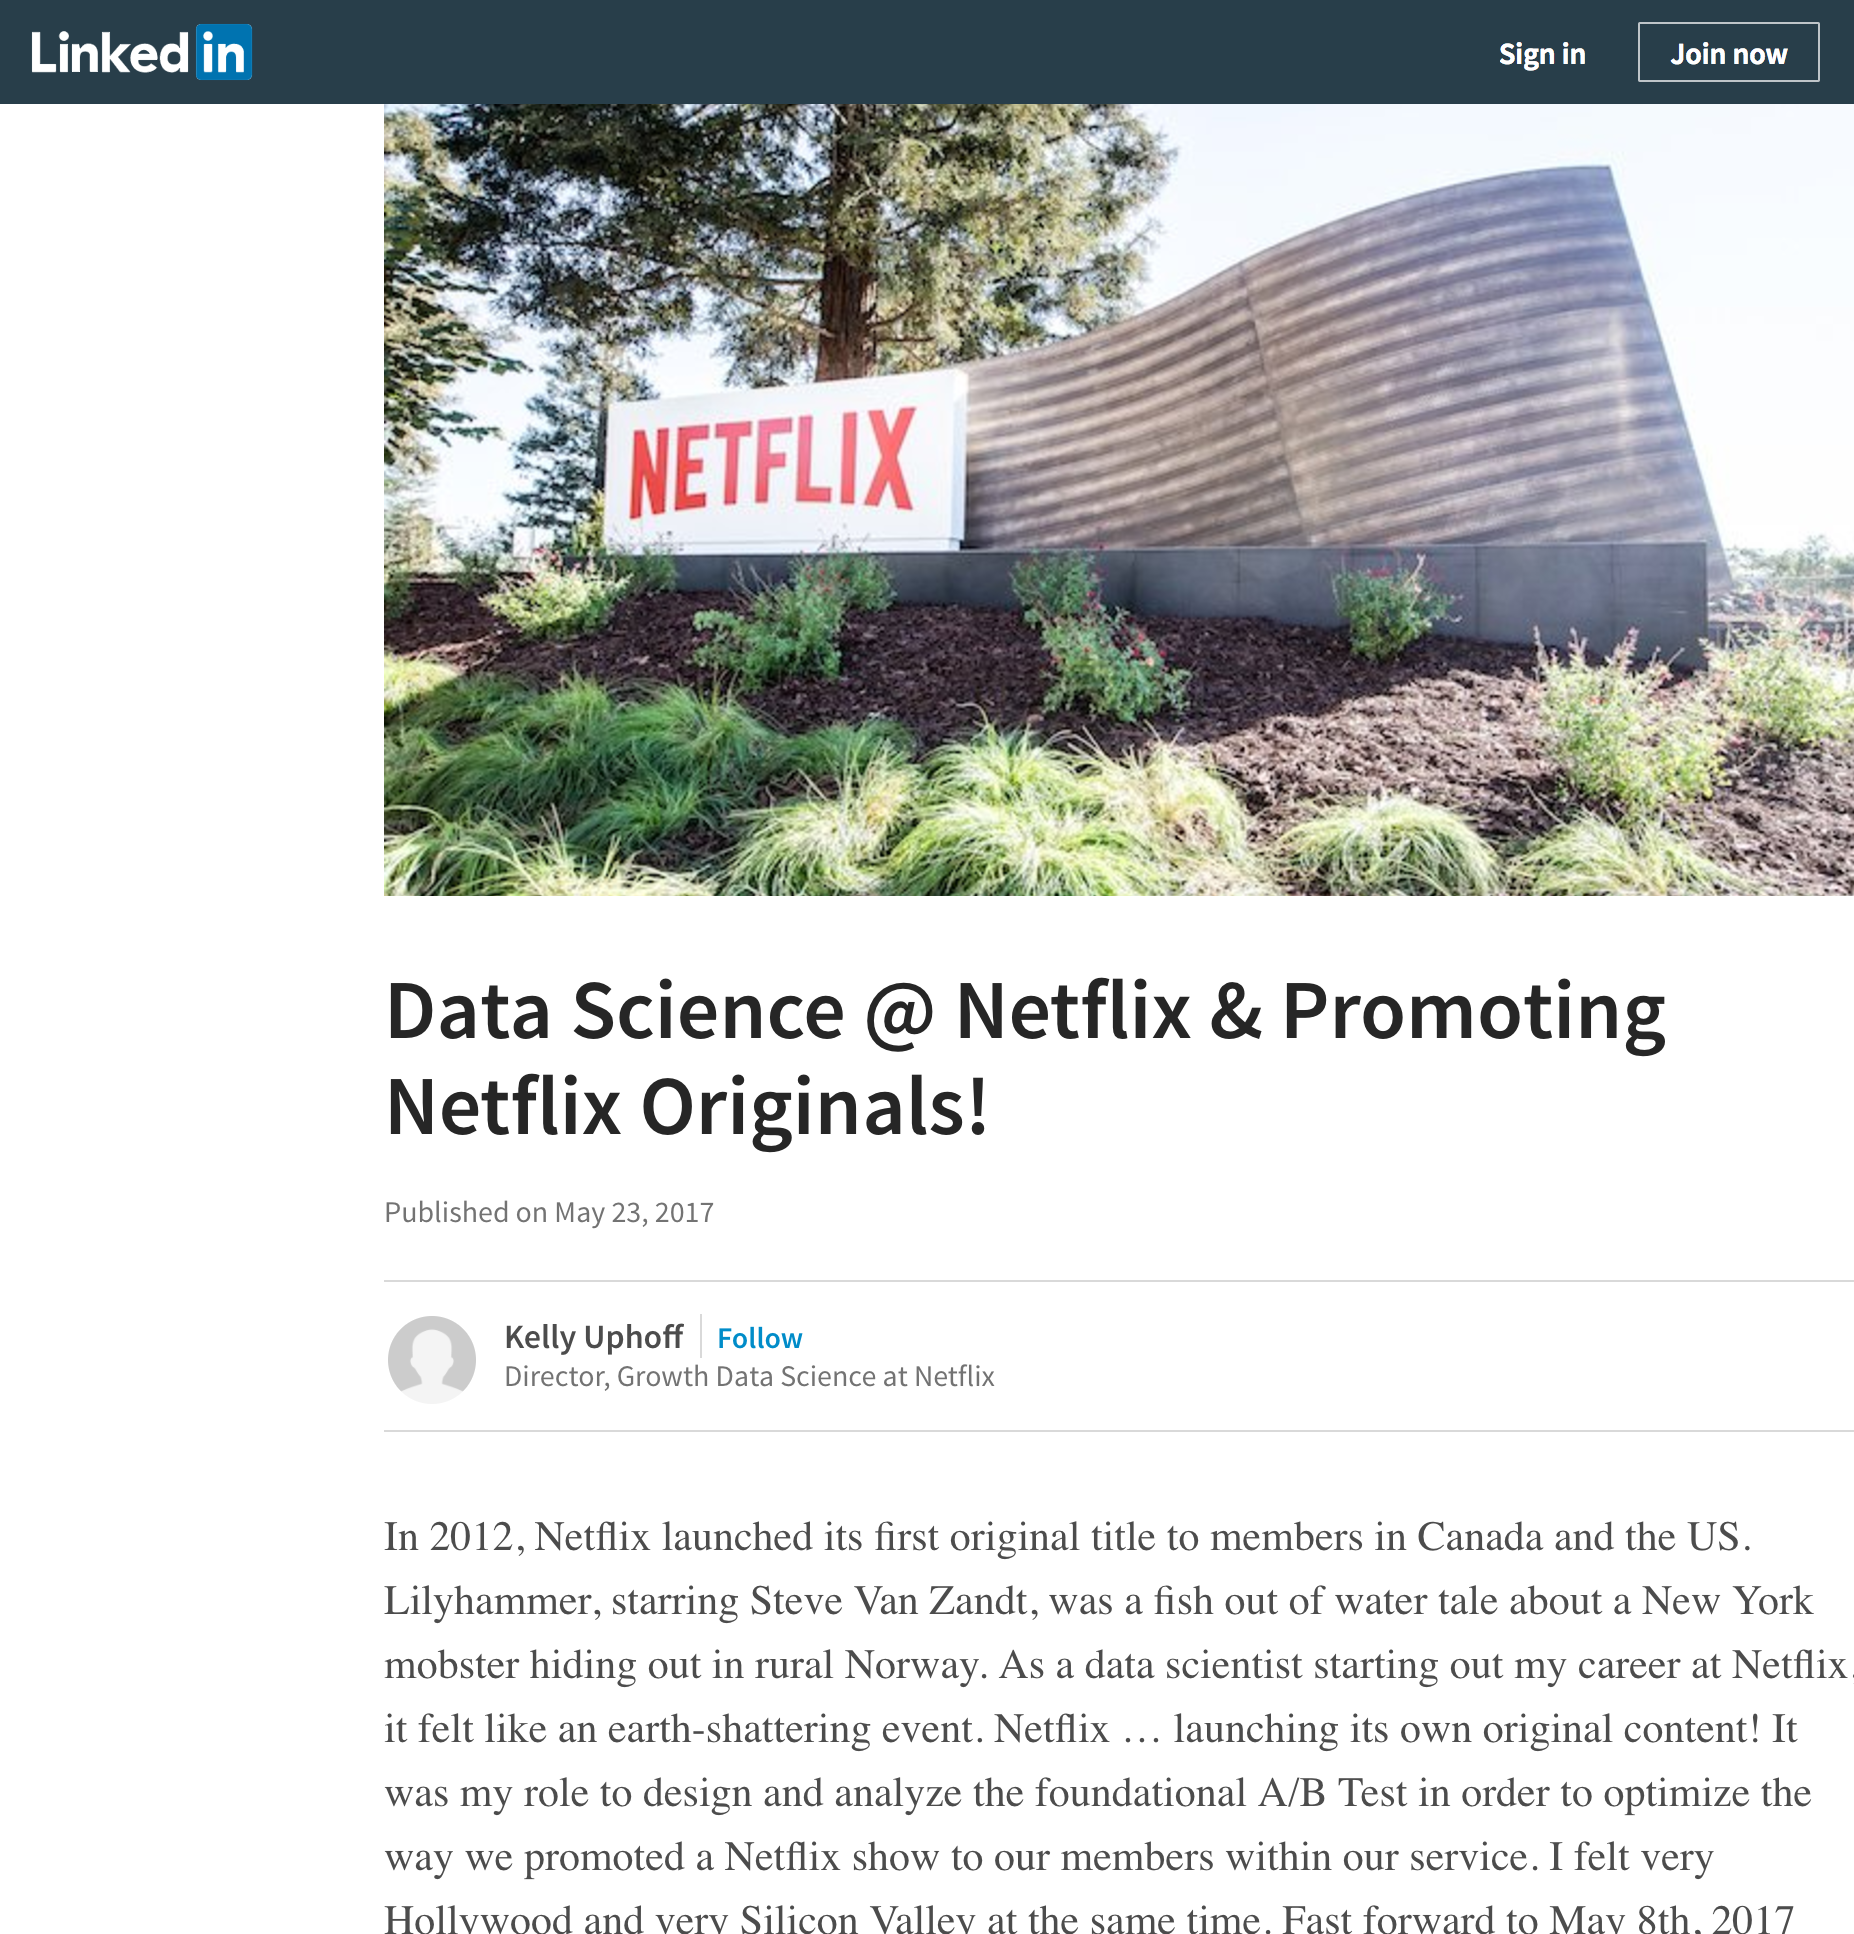 Linked in
Sign in
Join now
NETFLIX
Data Science @ Netflix & Promoting
Netflix Originals!
Published on May 23, 2017
Kelly Uphoff
Follow
Director, Growth Data Science at Netflix
In 2012, Netflix launched its first original title to members in Canada and the US.
Lilyhammer, starring Steve Van Zandt, was a fish out of water tale about a New York
mobster hiding out in rural Norway. As a data scientist starting out my career at Netflix,
it felt like an earth-shattering event. Netflix … launching its own original content! It
was my role to design and analyze the foundational A/B Test in order to optimize the
way we promoted a Netflix show to our members within our service. I felt very
Hollywood and very Silicon Valley at the same time. Fast forward to May 8th, 2017